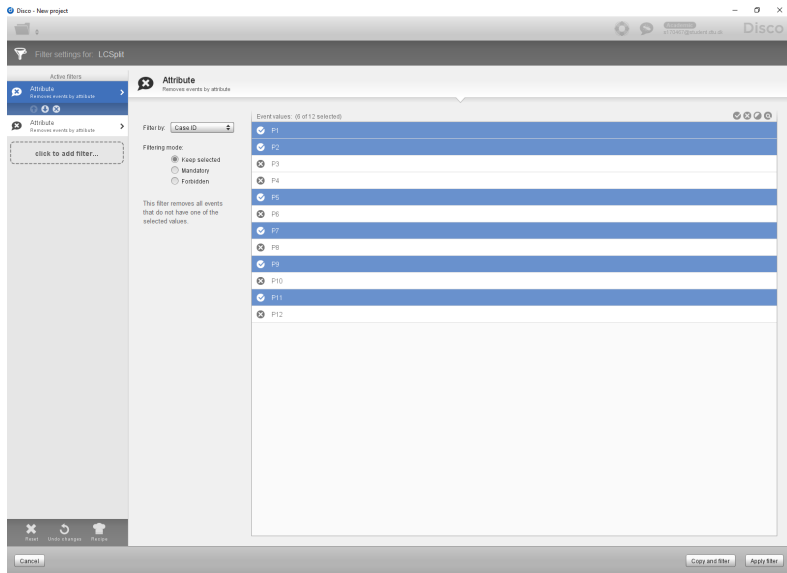 Disco - New project
Disco
Filter settings for: LCSplit
Active filters
Attribute
Removes events by attribute
Attribute
Removes events by attribute
click to add filter...
Attribute
Removes events by attribute
Filter by: Case ID
Filtering mode:
Keep selected
Mandatory
Forbidden
This filter removes all events
that do not have one of the
selected values.
Event values: (6 of 12 selected)
P1
P2
P3
P4
P5
P6
P7
P8
P9
P10
P11
P12
Reset Undo changes Recipe
Cancel
Copy and filter
Apply filter